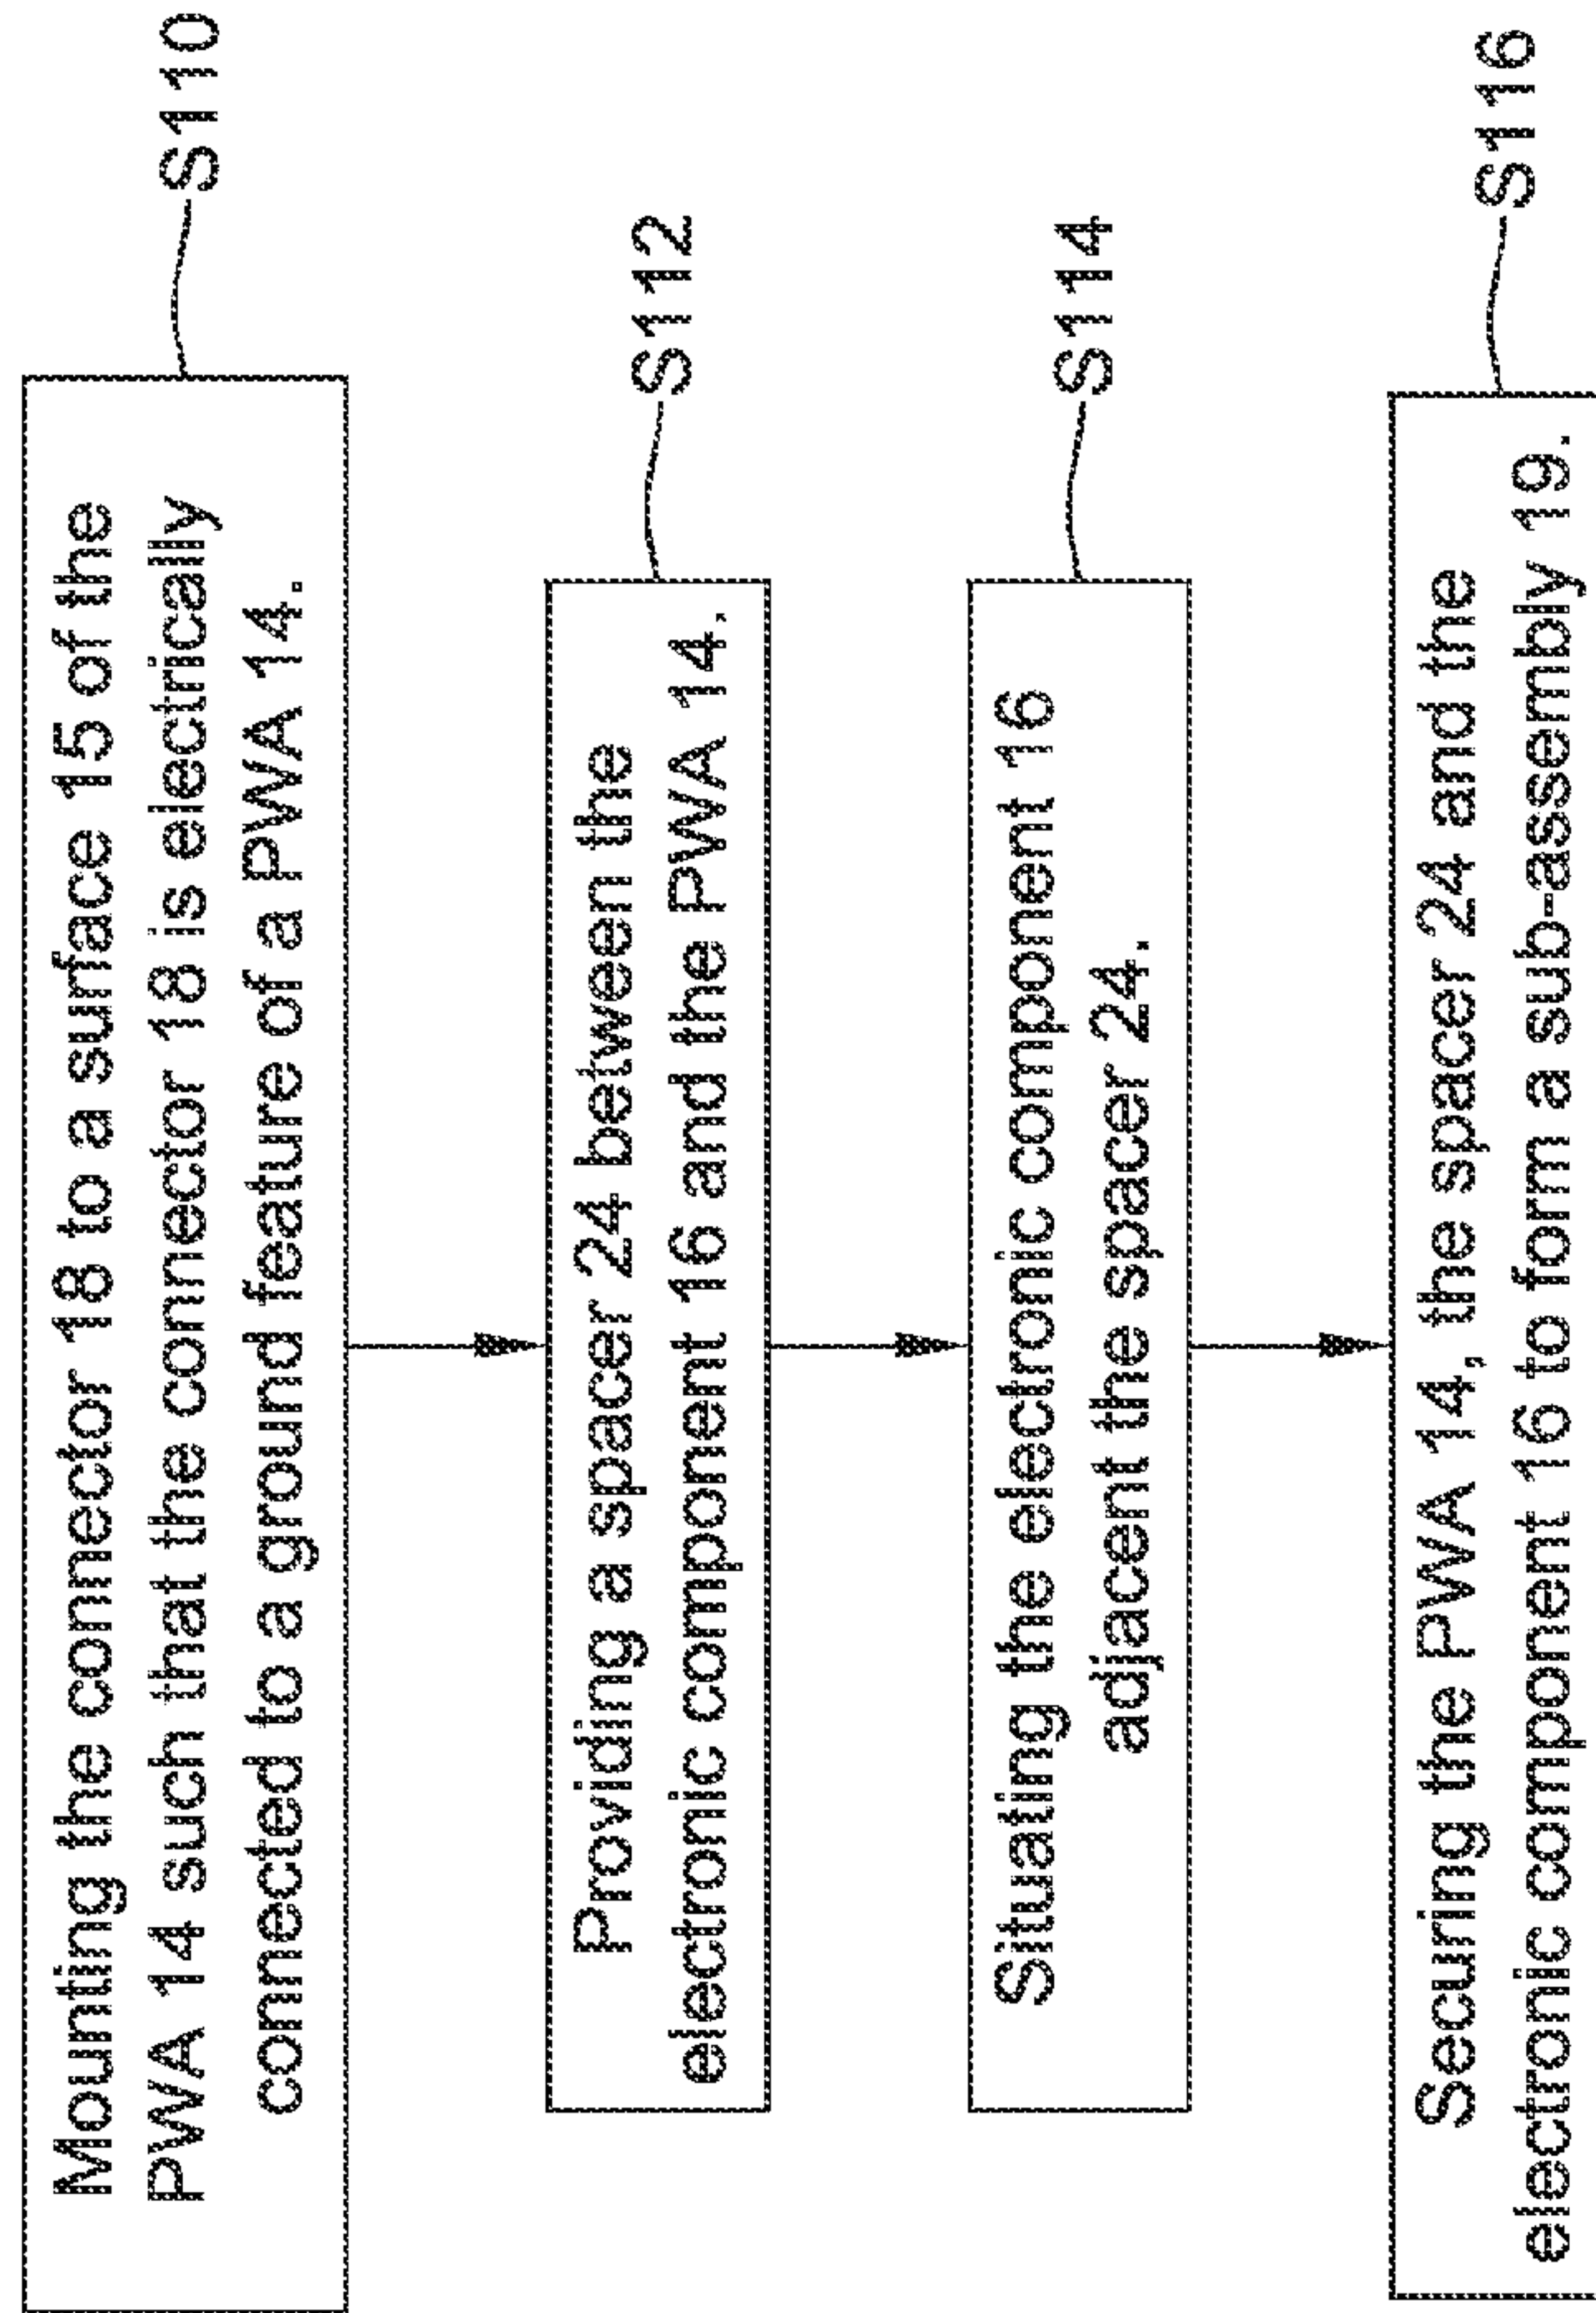 Mounting the connector 18 to a surface 15 of the
PWA 14 such that the connector 18 is electrically
connected to a ground feature of a PWA 14.
S110
Providing a spacer 24 between the
electronic component 16 and the PWA 14.
S112
Situating the electronic component 16
adjacent the spacer 24.
S114
Securing the PWA 14, the spacer 24 and the
electronic component 16 to form a sub-assembly 19.
S116